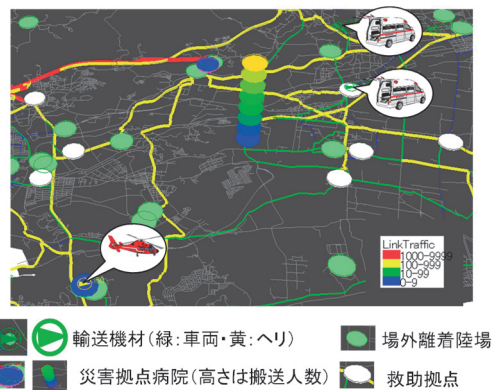 LinkTraffic
1000-9999
100-999
10-99
0-9
輸送機材(緑:車両・黄:ヘリ)
場外離着陸場
災害拠点病院(高さは搬送人数)
救助拠点